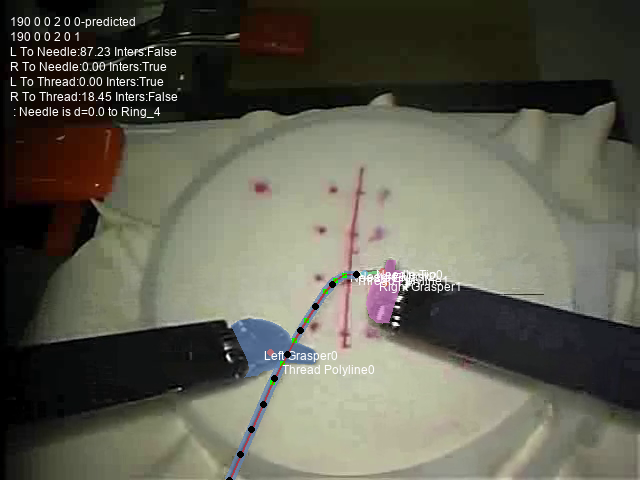 190 0 0 2 0 0-predicted
190 0 0 2 0 1
L To Needle:87.23 Inters:False
R To Needle:0.00 Inters:True
L To Thread:0.00 Inters:True
R To Thread:18.45 Inters:False
: Needle is d=0.0 to Ring_4
Right Grasper1
Left Grasper0
Thread Polyline0